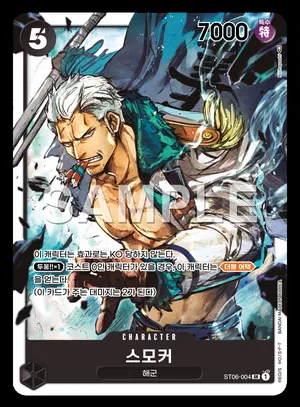 5
7000
특수
特
SAMPLE
이 캐릭터는 효과로는 KO 당하지 않는다.
두웅!!×1 코스트 0인 캐릭터가 있을 경우, 이 캐릭터는 더블 어택
을 얻는다.
(이 카드가 주는 대미지는 2가 된다)
CHARACTER
스모커
해군
ST06-004 SR 1